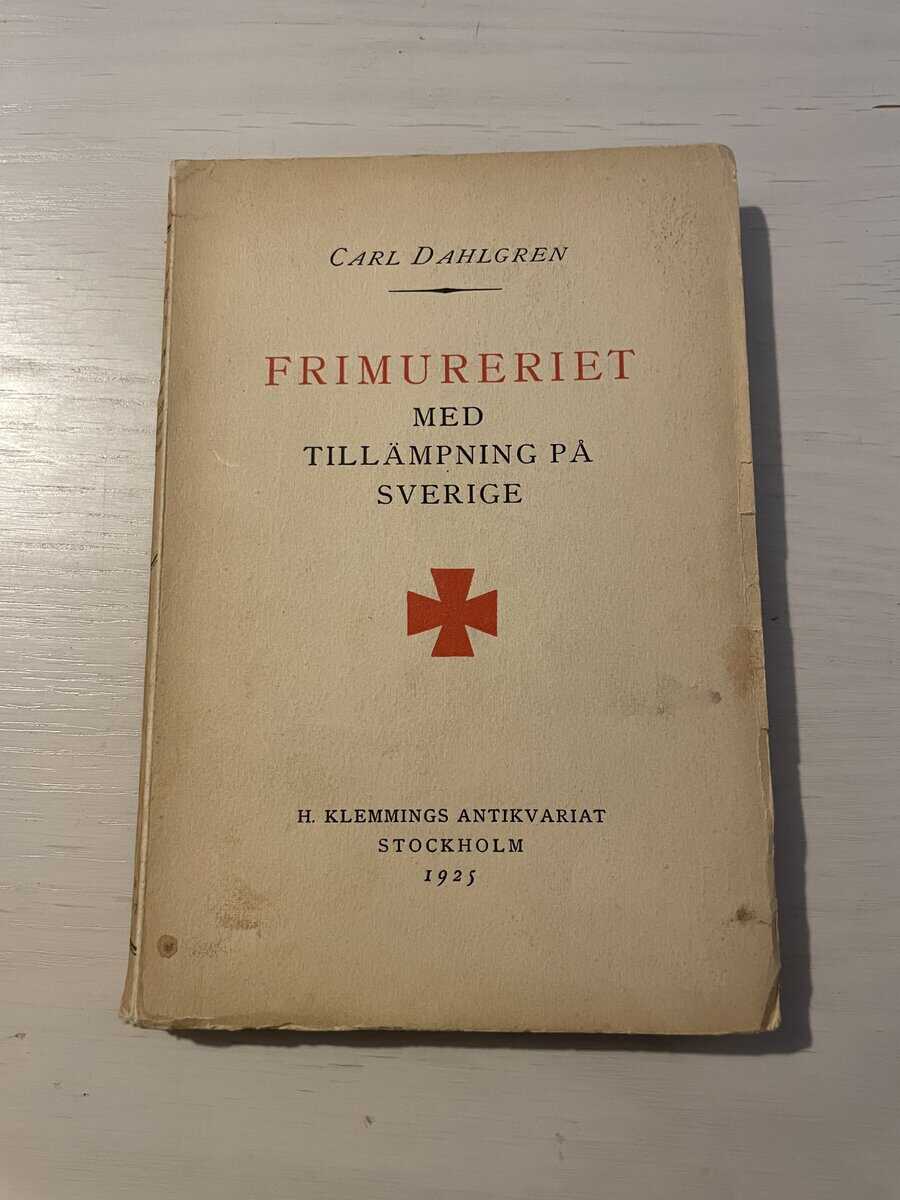 CARL DAHLGREN
FRIMURERIET
MED
TILLÄMPNING PÅ
SVERIGE
H. KLEMMINGS ANTIKVARIAT
STOCKHOLM
1925